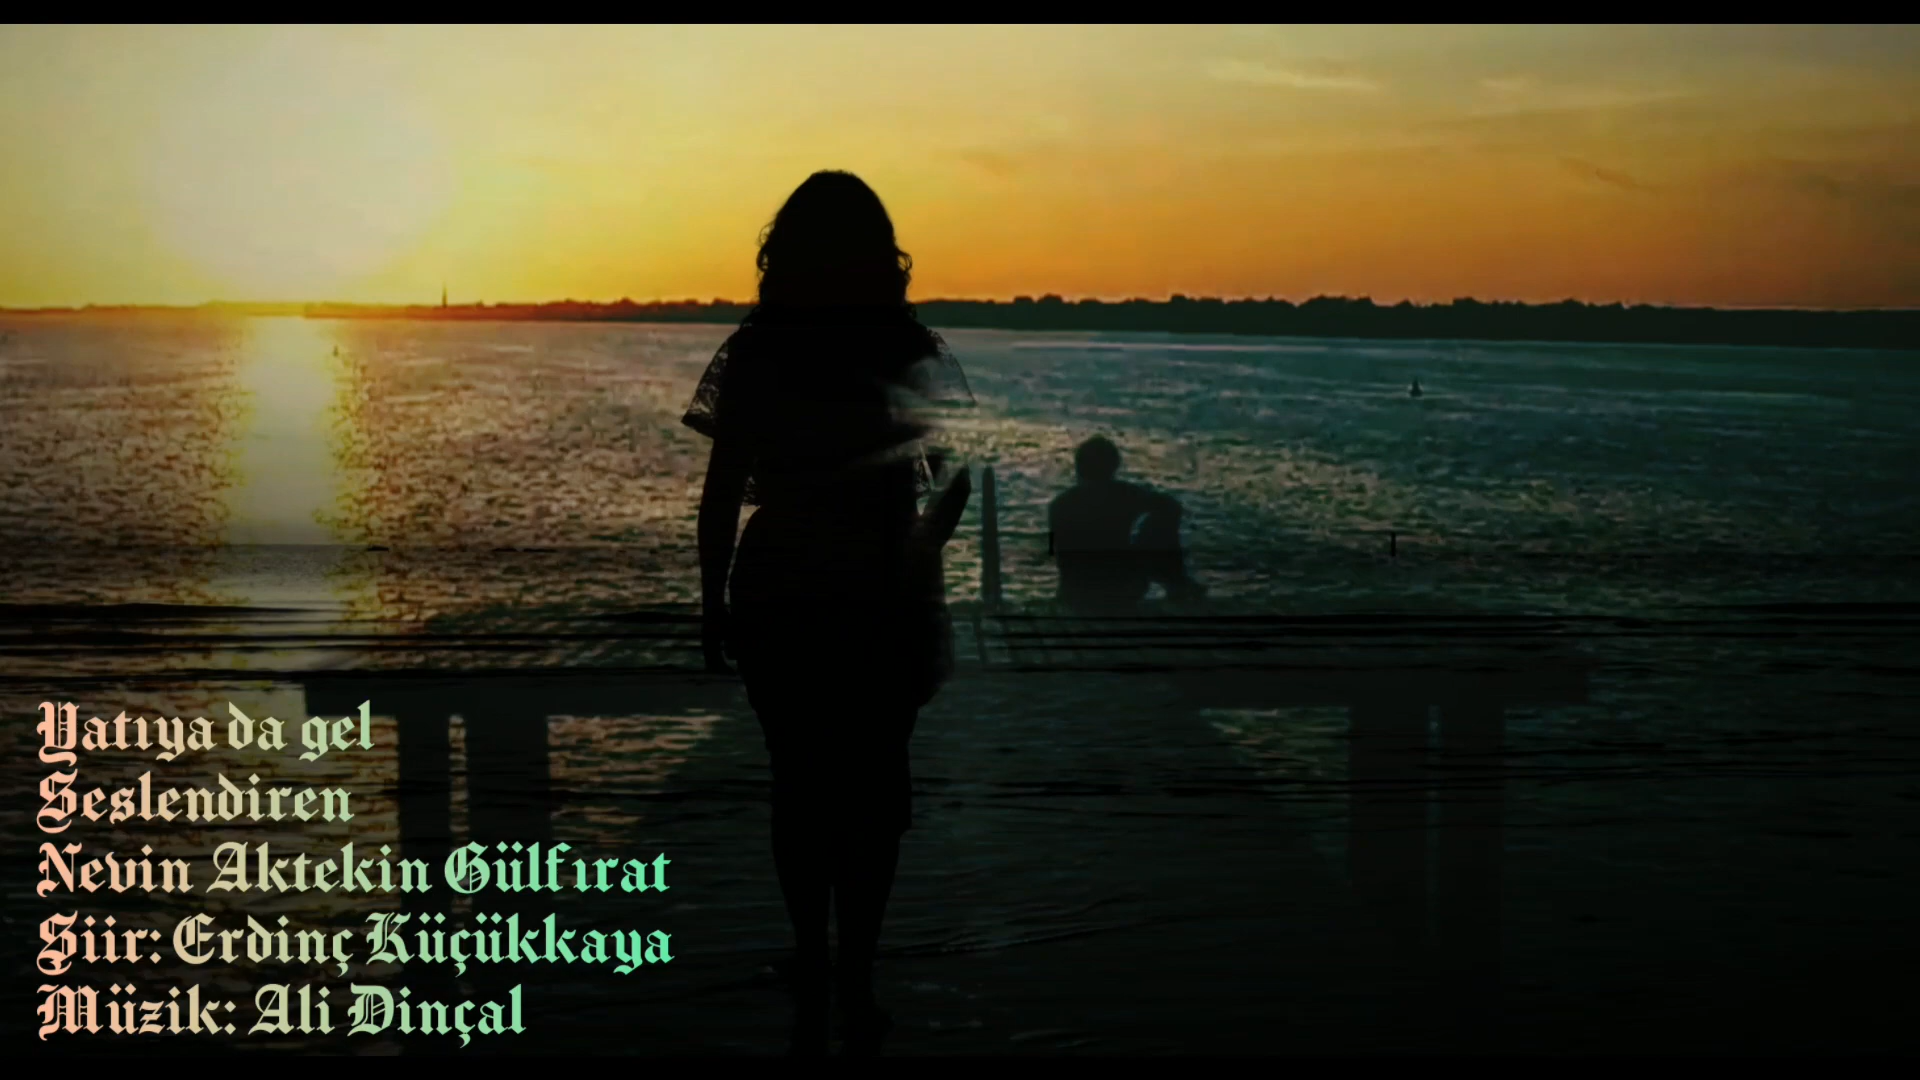 Yatıya da gel
Seslendiren
Nevin Aktekin Gülfırat
Şiir: Erdinç Küçükkaya
Müzik: Ali Dinçal